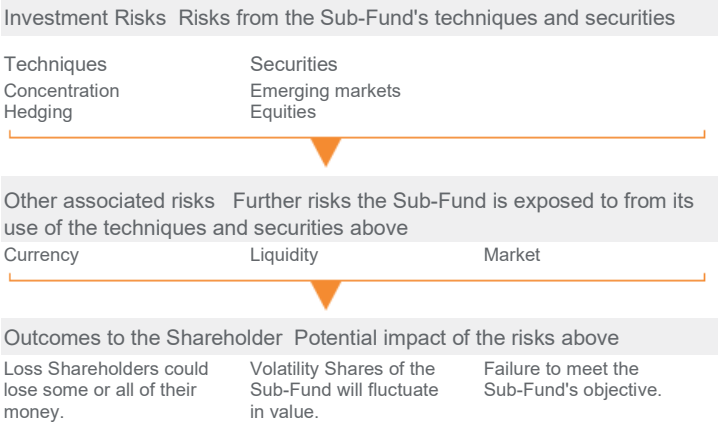 Investment Risks  Risks from the Sub-Fund's techniques and securities
Techniques  Securities
Concentration  Emerging markets
Hedging  Equities
Other associated risks  Further risks the Sub-Fund is exposed to from its
use of the techniques and securities above
Currency  Liquidity  Market
Outcomes to the Shareholder  Potential impact of the risks above
Loss Shareholders could
lose some or all of their
money.
Volatility Shares of the
Sub-Fund will fluctuate
in value.
Failure to meet the
Sub-Fund's objective.